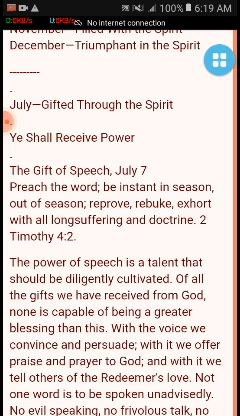 100% 6:19 AM
0:0KB/s U:0KB/s No internet connection
November—Filled With the Spirit
December—Triumphant in the Spirit
---------
.
July—Gifted Through the Spirit
.
Ye Shall Receive Power
.
The Gift of Speech, July 7
Preach the word; be instant in season,
out of season; reprove, rebuke, exhort
with all longsuffering and doctrine. 2
Timothy 4:2.
The power of speech is a talent that
should be diligently cultivated. Of all
the gifts we have received from God,
none is capable of being a greater
blessing than this. With the voice we
convince and persuade; with it we offer
praise and prayer to God; and with it we
tell others of the Redeemer's love. Not
one word is to be spoken unadvisedly.
No evil speaking, no frivolous talk, no